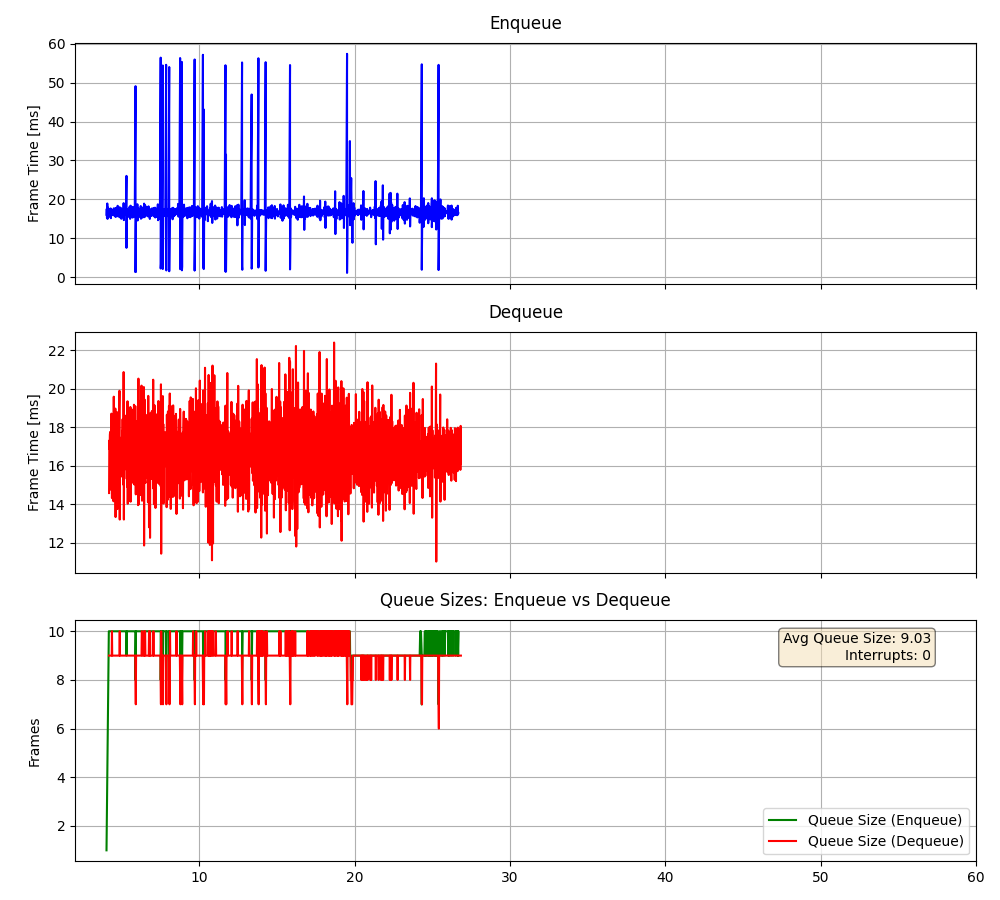 Enqueue
Frame Time [ms]
60
50
40
30
20
10
0
Dequeue
Frame Time [ms]
22
20
18
16
14
12
Queue Sizes: Enqueue vs Dequeue
Frames
10
8
6
4
2
Avg Queue Size: 9.03
Interrupts: 0
Queue Size (Enqueue)
Queue Size (Dequeue)
10 20 30 40 50 60